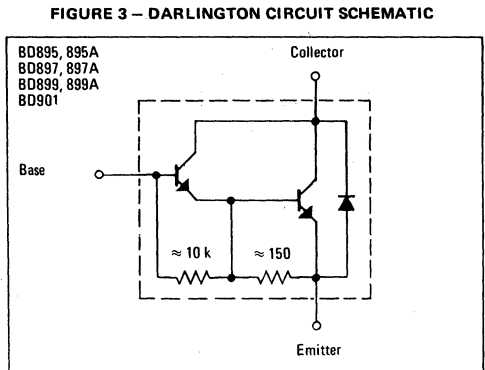 FIGURE 3 – DARLINGTON CIRCUIT SCHEMATIC
BD895, 895A
BD897, 897A
BD899, 899A
BD901
Collector
Base
≈ 10 k
≈ 150
Emitter